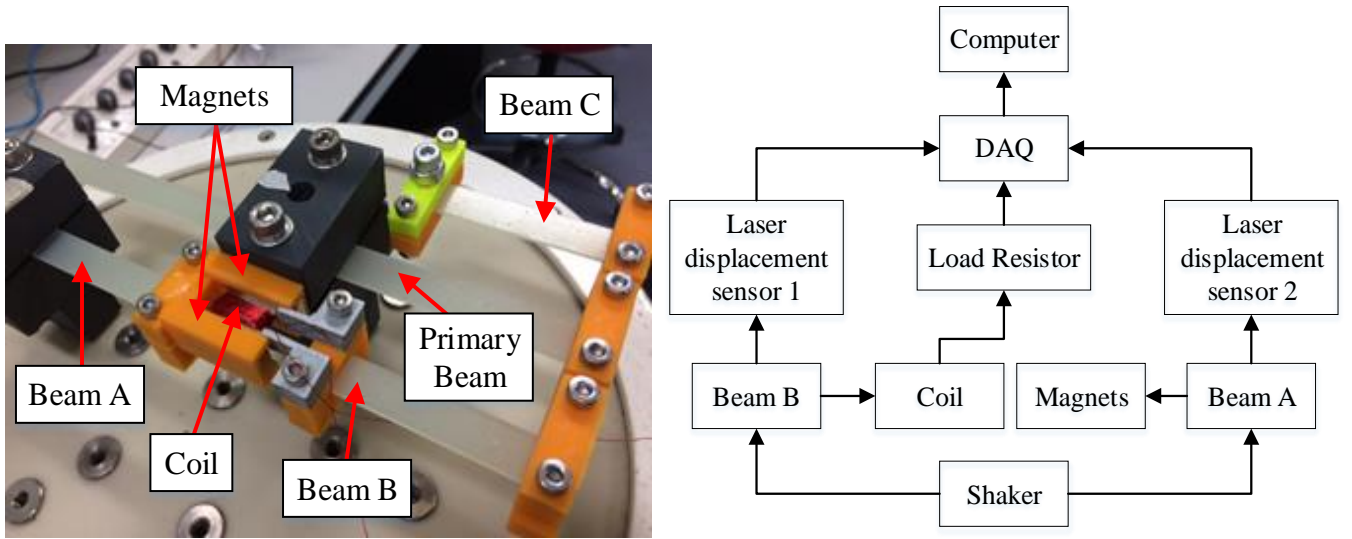 Magnets
Beam C
Beam A
Primary
Beam
Coil
Beam B
Computer
DAQ
Laser
displacement
sensor 1
Load Resistor
Laser
displacement
sensor 2
Beam B
Coil
Magnets
Beam A
Shaker